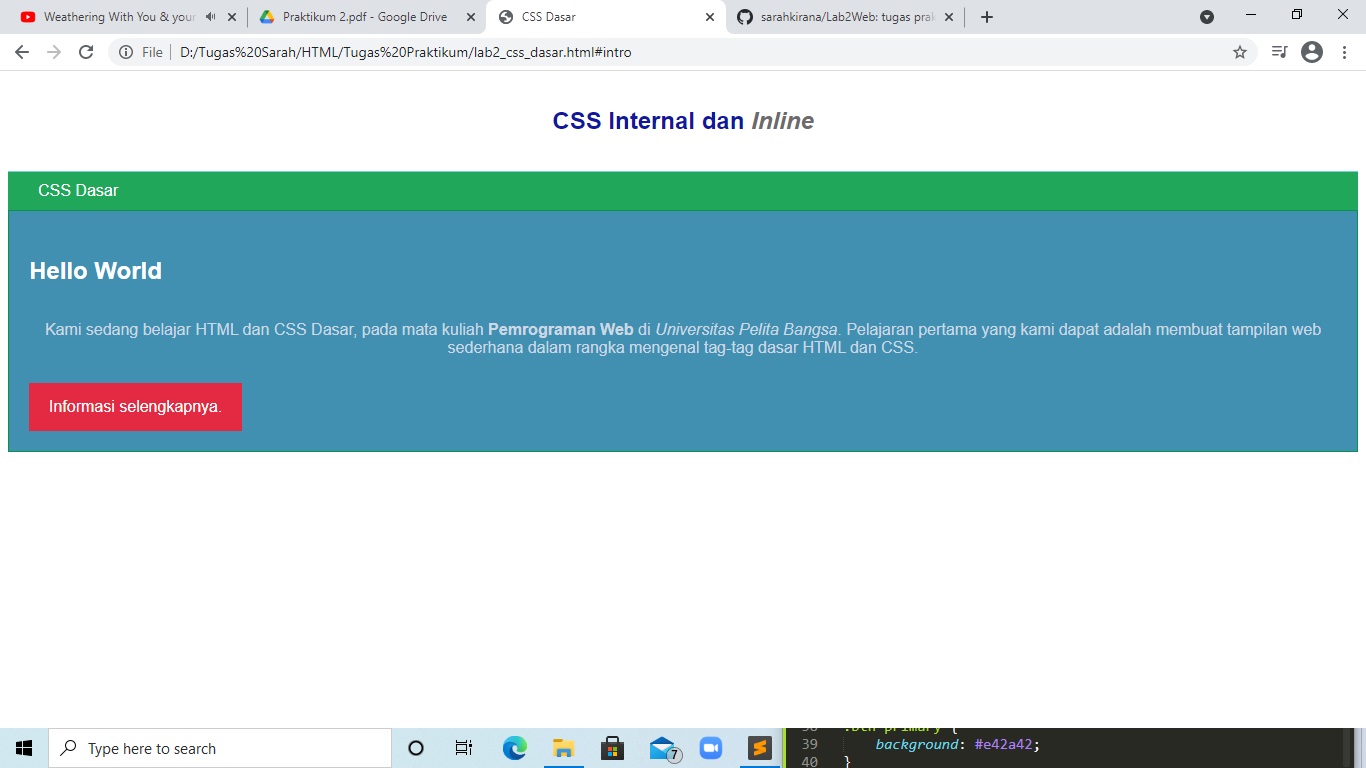 Weathering With You & your
Praktikum 2.pdf - Google Drive
CSS Dasar
sarahkirana/Lab2Web: tugas prak
File
D:/Tugas%20Sarah/HTML/Tugas%20Praktikum/lab2_css_dasar.html#intro
CSS Internal dan Inline
CSS Dasar
Hello World
Kami sedang belajar HTML dan CSS Dasar, pada mata kuliah Pemrograman Web di Universitas Pelita Bangsa. Pelajaran pertama yang kami dapat adalah membuat tampilan web
sederhana dalam rangka mengenal tag-tag dasar HTML dan CSS.
Informasi selengkapnya.
Type here to search
7
.btn-primary {
39 background: #e42a42;
40 }